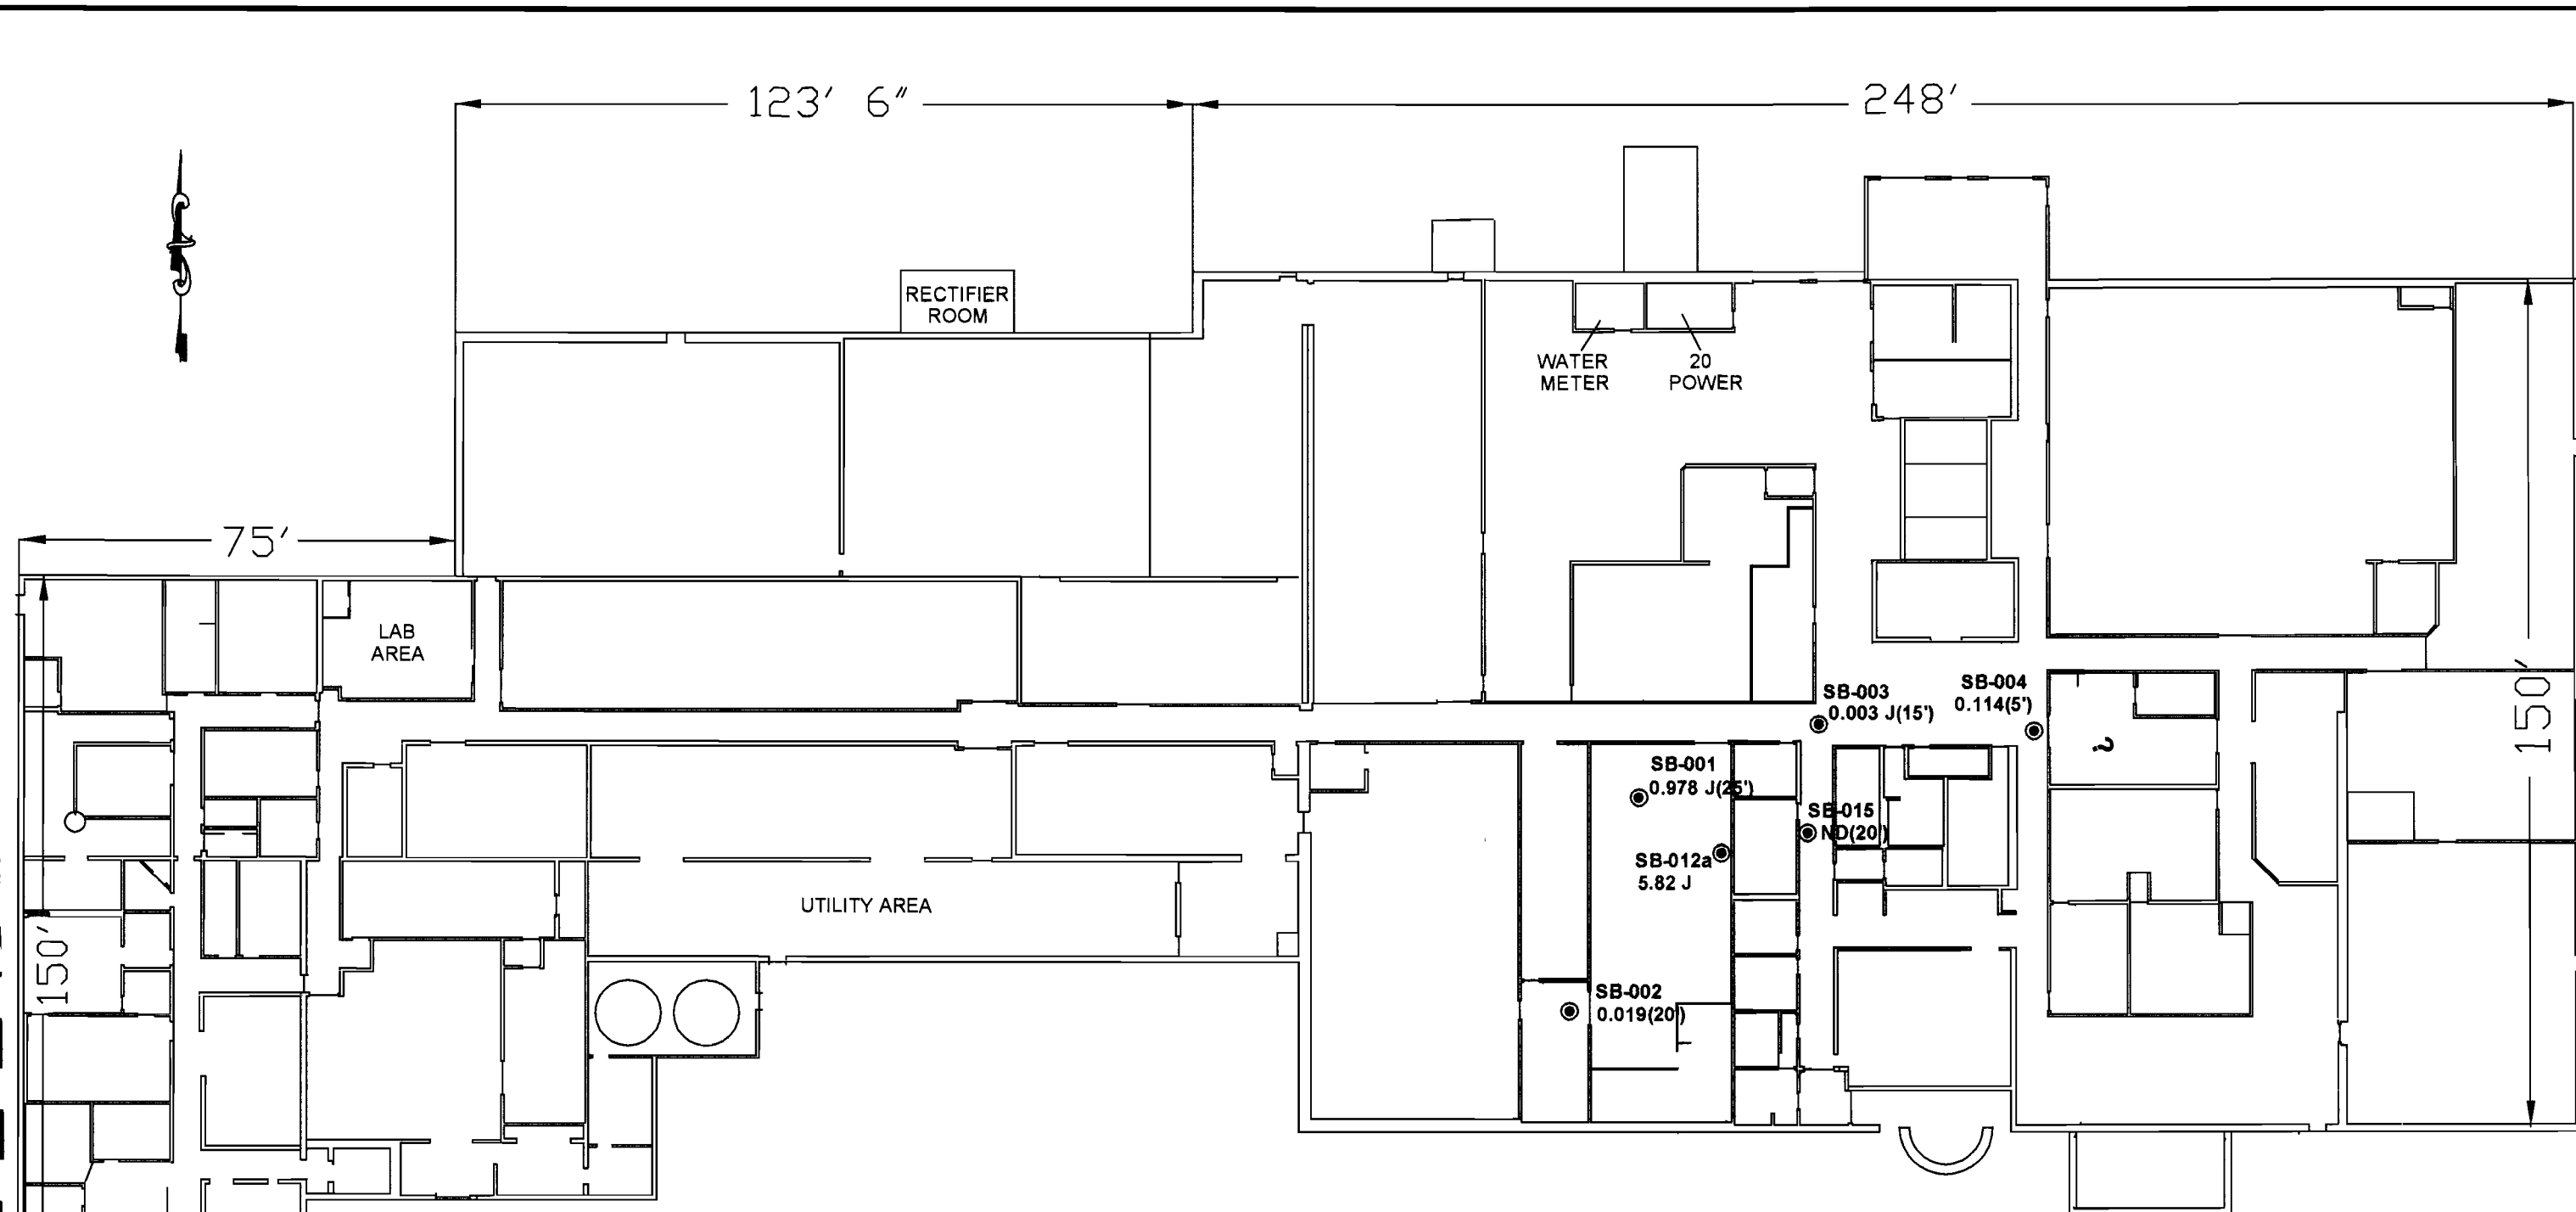 123' 6"
248'
RECTIFIER
ROOM
WATER
METER
20
POWER
75'
LAB
AREA
SB-003
0.003 J(15')
SB-004
0.114(5')
150'
?
SB-001
0.978 J(25')
SB-015
ND(20')
SB-012a
5.82 J
UTILITY AREA
150'
SB-002
0.019(20')